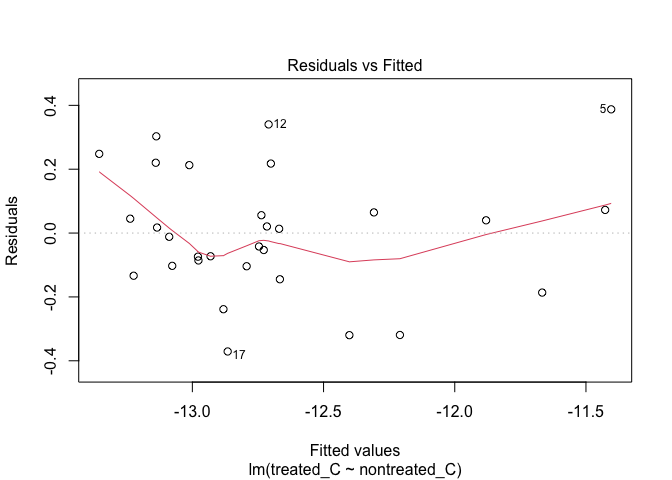 Residuals vs Fitted
Residuals
0.4
0.2
0.0
-0.2
-0.4
5
12
17
-13.0 -12.5 -12.0 -11.5
Fitted values
lm(treated_C ~ nontreated_C)